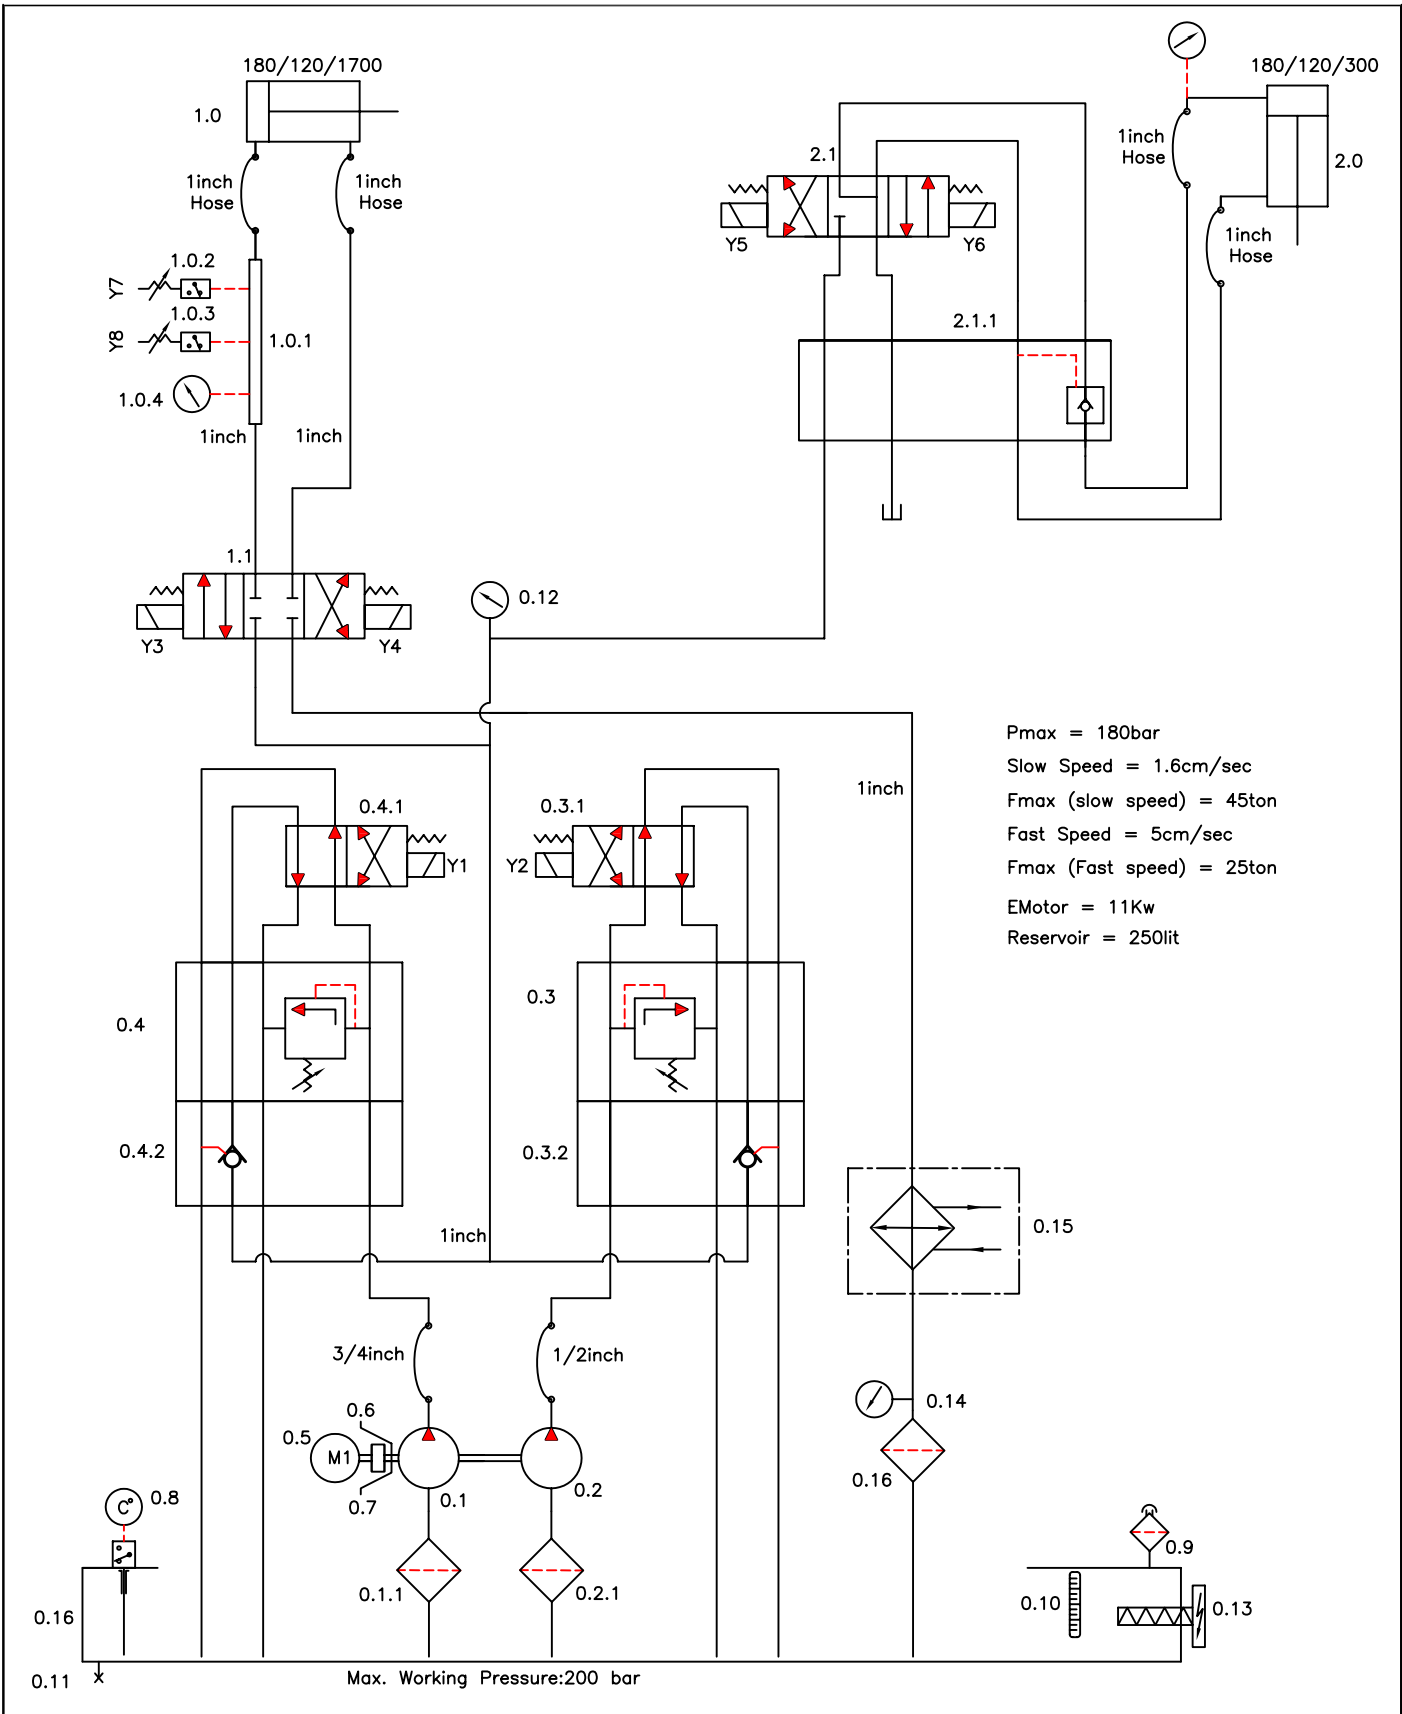 180/120/1700
1.0
1inch
Hose
1inch
Hose
Y7
1.0.2
Y8
1.0.3
1.0.1
1.0.4
1inch
1inch
1.1
Y3
Y4
0.12
2.1
Y5
Y6
2.1.1
180/120/300
1inch
Hose
2.0
1inch
Hose
Pmax = 180bar
Slow Speed = 1.6cm/sec
Fmax (slow speed) = 45ton
Fast Speed = 5cm/sec
Fmax (Fast speed) = 25ton
EMotor = 11Kw
Reservoir = 250lit
1inch
0.4.1
Y1
0.3.1
Y2
0.4
0.3
0.4.2
0.3.2
1inch
0.15
3/4inch
1/2inch
0.14
0.6
0.5
M1
0.7
0.1
0.2
0.16
0.8
C°
0.1.1
0.2.1
0.9
0.10
0.13
0.16
0.11
Max. Working Pressure:200 bar